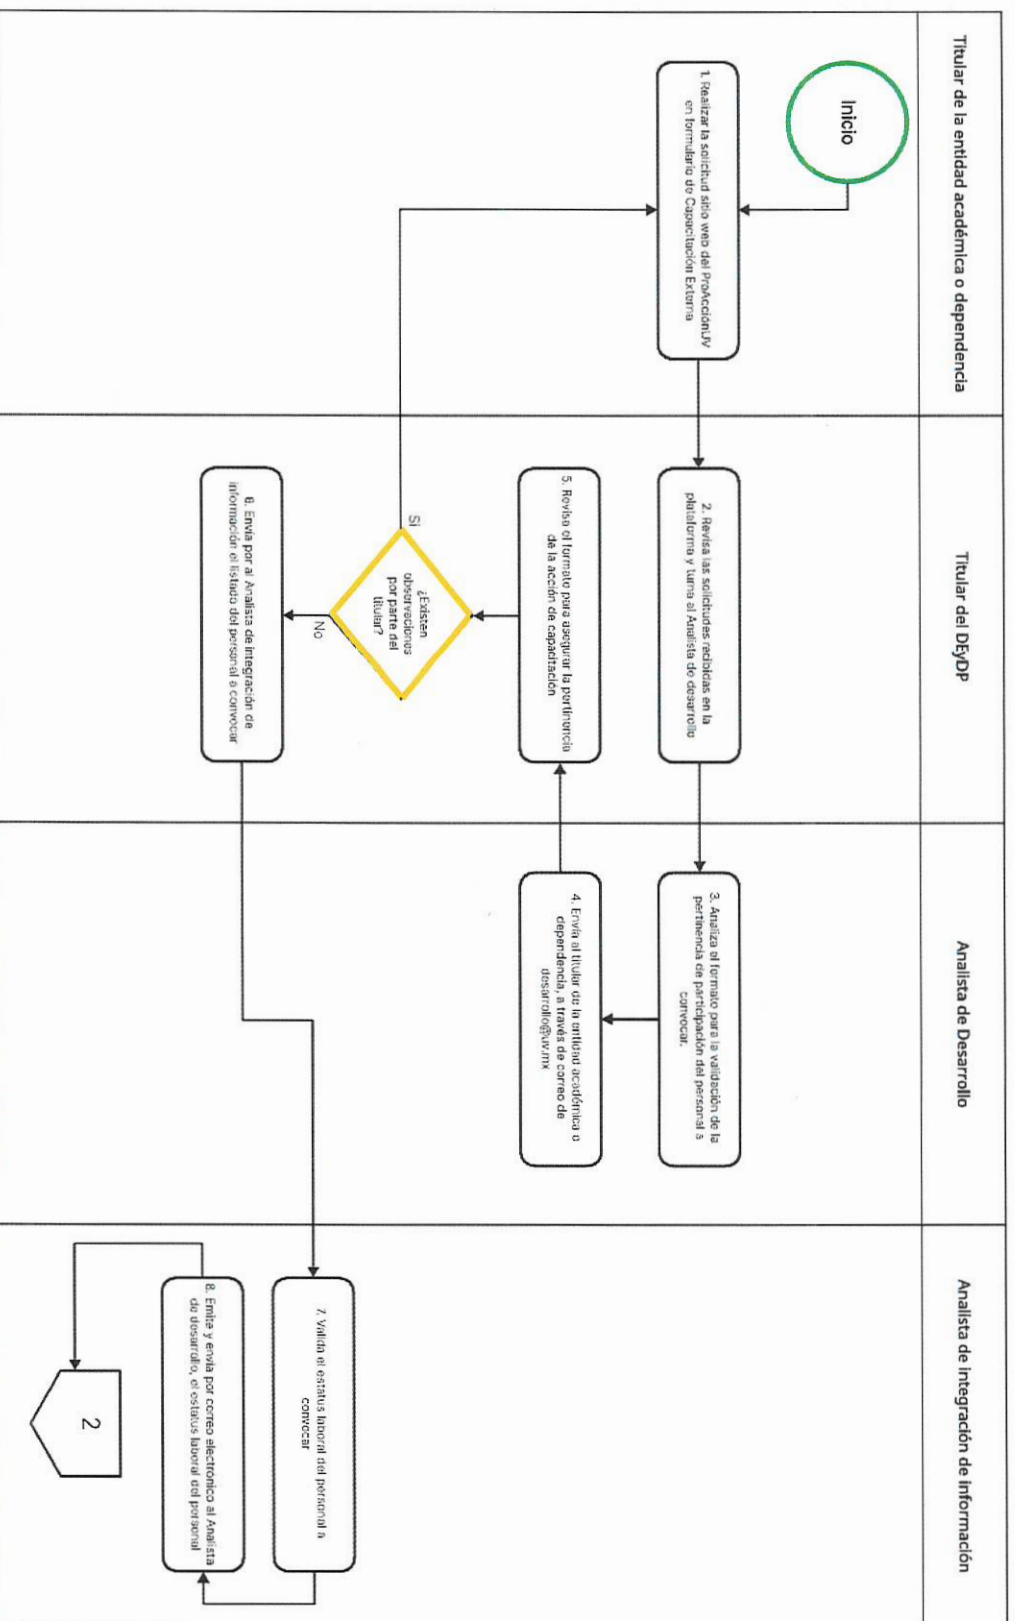 Titular de la entidad académica o dependencia
Titular del DEyDP
Analista de Desarrollo
Analista de integración de información
Inicio
1. Realizar la solicitud sitio web del ProAcciónUV
en formulario de Capacitación Externa
2. Revisa las solicitudes recibidas en la
plataforma y turna al Analista de desarrollo
3. Analiza el formato para la validación de la
pertinencia de participación del personal a
convocar.
4. Envía al titular de la entidad académica o
dependencia, a través de correo de
desarrollo@uv.mx
5. Revisa el formato para asegurar la pertinencia
de la acción de capacitación
¿Existen
observaciones
por parte del
titular?
Si
No
6. Envía por al Analista de integración de
información el listado del personal a convocar
7. Valida el estatus laboral del personal a
convocar
8. Emite y envía por correo electrónico al Analista
de desarrollo, el estatus laboral del personal
2